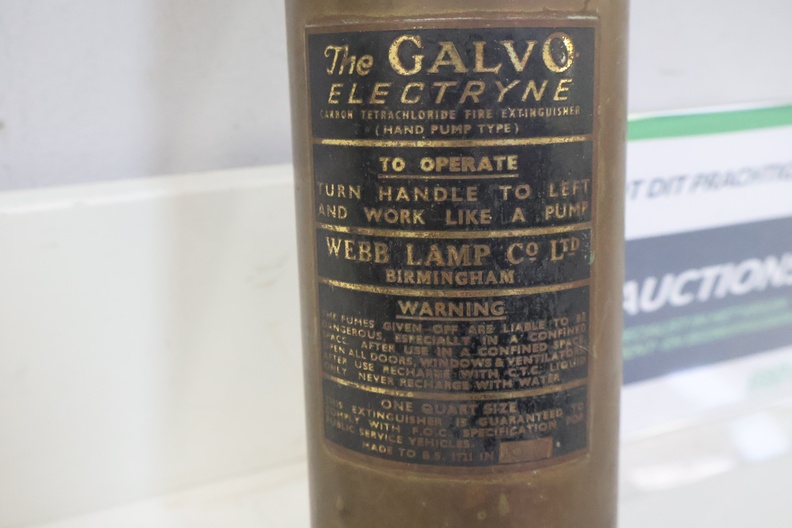 The GALVO
ELECTRYNE
CARBON TETRACHLORIDE FIRE EXTINGUISHER
(HAND PUMP TYPE)
TO OPERATE
TURN HANDLE TO LEFT
AND WORK LIKE A PUMP
WEBB LAMP Co LTD
BIRMINGHAM
WARNING
THE FUMES GIVEN OFF ARE LIABLE TO BE
DANGEROUS, ESPECIALLY IN A CONFINED
SPACE. AFTER USE IN A CONFINED SPACE
OPEN ALL DOORS, WINDOWS & VENTILATORS
AFTER USE RECHARGE WITH C.T.C. LIQUID
ONLY NEVER RECHARGE WITH WATER
ONE QUART SIZE
THIS EXTINGUISHER IS GUARANTEED TO
COMPLY WITH F.O.C. SPECIFICATION FOR
PUBLIC SERVICE VEHICLES.
MADE TO B.S. 1721 IN
T DIT PRACHTIG
AUCTIONS